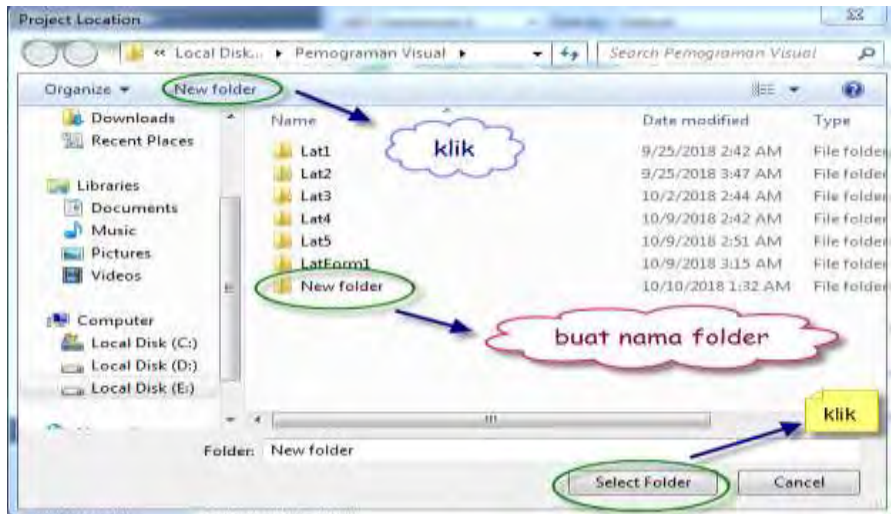 Project Location
« Local Disk... ▸ Pemograman Visual ▸
Search Pemograman Visual
Organize
New folder
Downloads
Recent Places
Libraries
Documents
Music
Pictures
Videos
Computer
Local Disk (C:)
Local Disk (D:)
Local Disk (E:)
Name Date modified Type
Lat1 9/25/2018 2:42 AM File folder
Lat2 9/25/2018 3:47 AM File folder
Lat3 10/2/2018 2:44 AM File folder
Lat4 10/9/2018 2:42 AM File folder
Lat5 10/9/2018 2:51 AM File folder
LatForm1 10/9/2018 3:15 AM File folder
New folder 10/10/2018 1:32 AM File folder
klik
buat nama folder
klik
Folder: New folder
Select Folder
Cancel